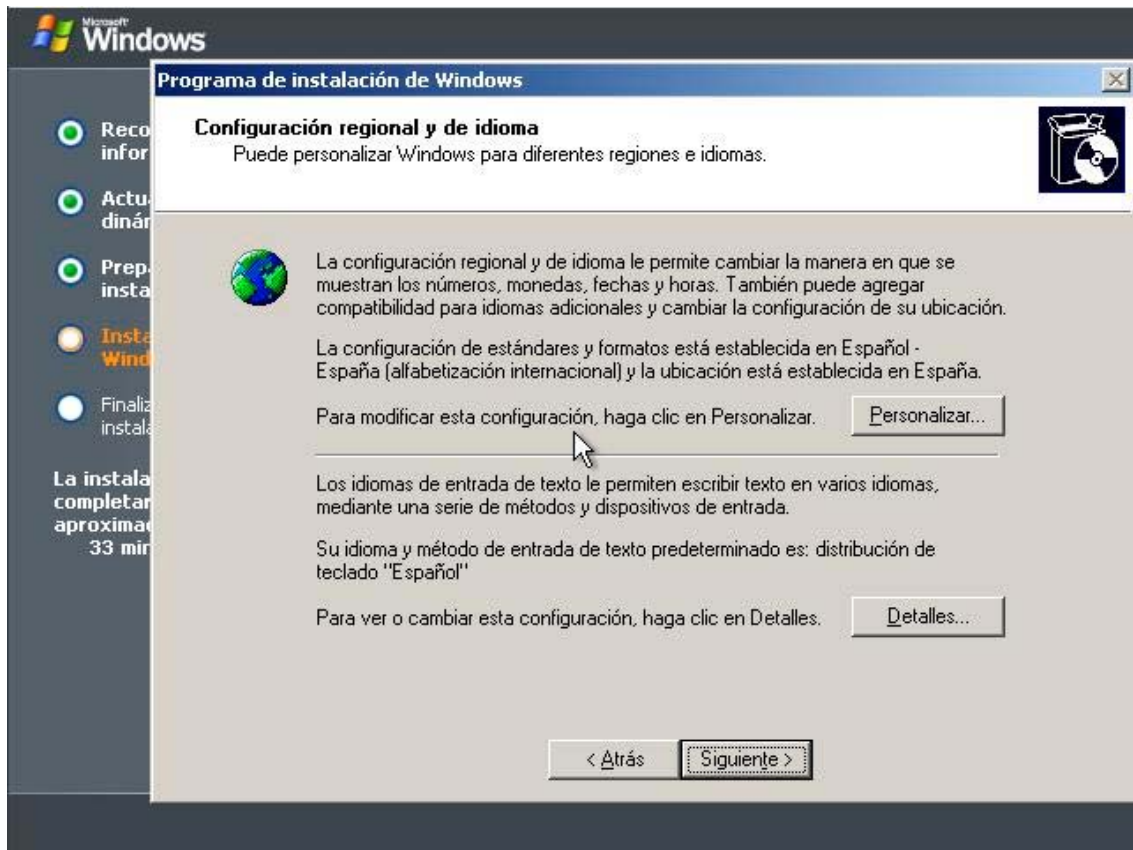 Microsoft
Windows
Programa de instalación de Windows
Configuración regional y de idioma
Puede personalizar Windows para diferentes regiones e idiomas.
La configuración regional y de idioma le permite cambiar la manera en que se
muestran los números, monedas, fechas y horas. También puede agregar
compatibilidad para idiomas adicionales y cambiar la configuración de su ubicación.
La configuración de estándares y formatos está establecida en Español -
España (alfabetización internacional) y la ubicación está establecida en España.
Para modificar esta configuración, haga clic en Personalizar.
Personalizar...
Los idiomas de entrada de texto le permiten escribir texto en varios idiomas,
mediante una serie de métodos y dispositivos de entrada.
Su idioma y método de entrada de texto predeterminado es: distribución de
teclado "Español"
Para ver o cambiar esta configuración, haga clic en Detalles.
Detalles...
< Atrás
Siguiente >
La
33